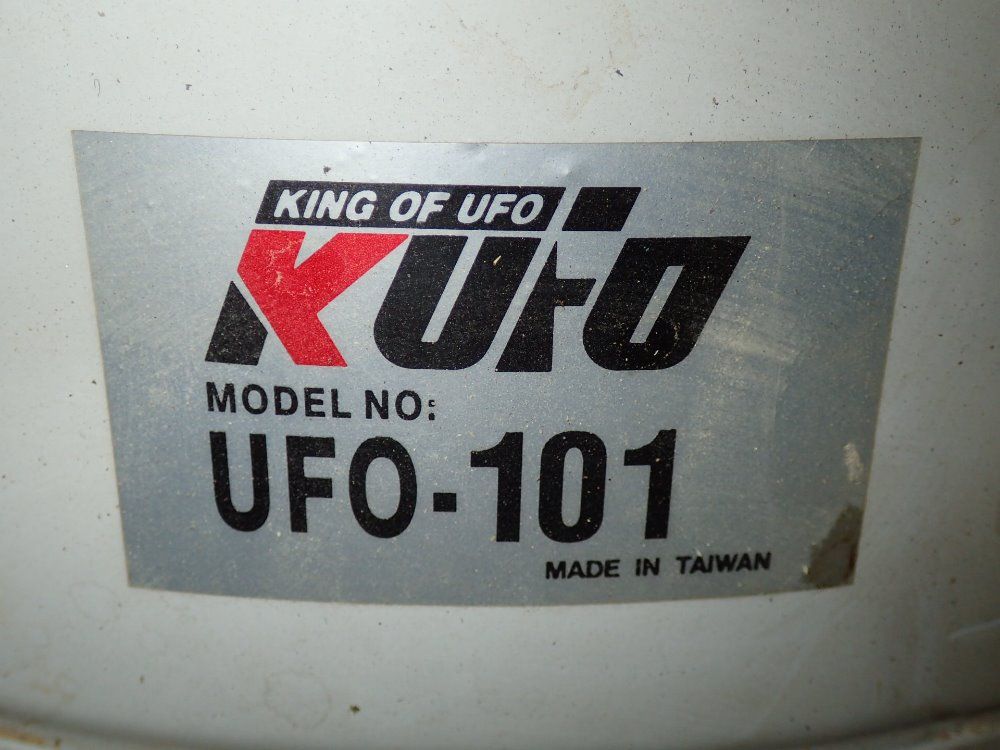 KING OF UFO
KUFO
MODEL NO:
UFO-101
MADE IN TAIWAN